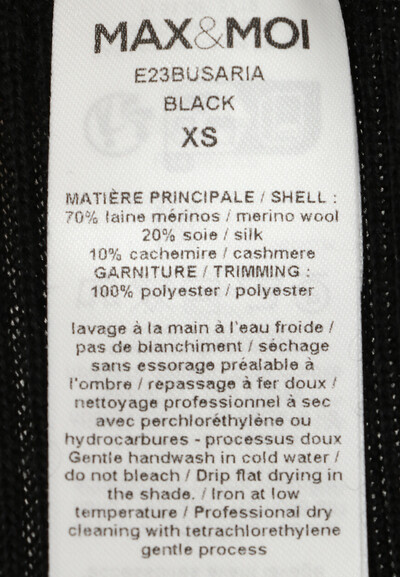 MAX&MOI
E23BUSARIA
BLACK
XS
MATIÈRE PRINCIPALE / SHELL :
70% laine mérinos / merino wool
20% soie / silk
10% cachemire / cashmere
GARNITURE / TRIMMING :
100% polyester / polyester
lavage à la main à l'eau froide /
pas de blanchiment / séchage
sans essorage préalable à
l'ombre / repassage à fer doux /
nettoyage professionnel à sec
avec perchloréthylène ou
hydrocarbures - processus doux
Gentle handwash in cold water /
do not bleach / Drip flat drying in
the shade. / Iron at low
temperature / Professional dry
cleaning with tetrachlorethylene
gentle process